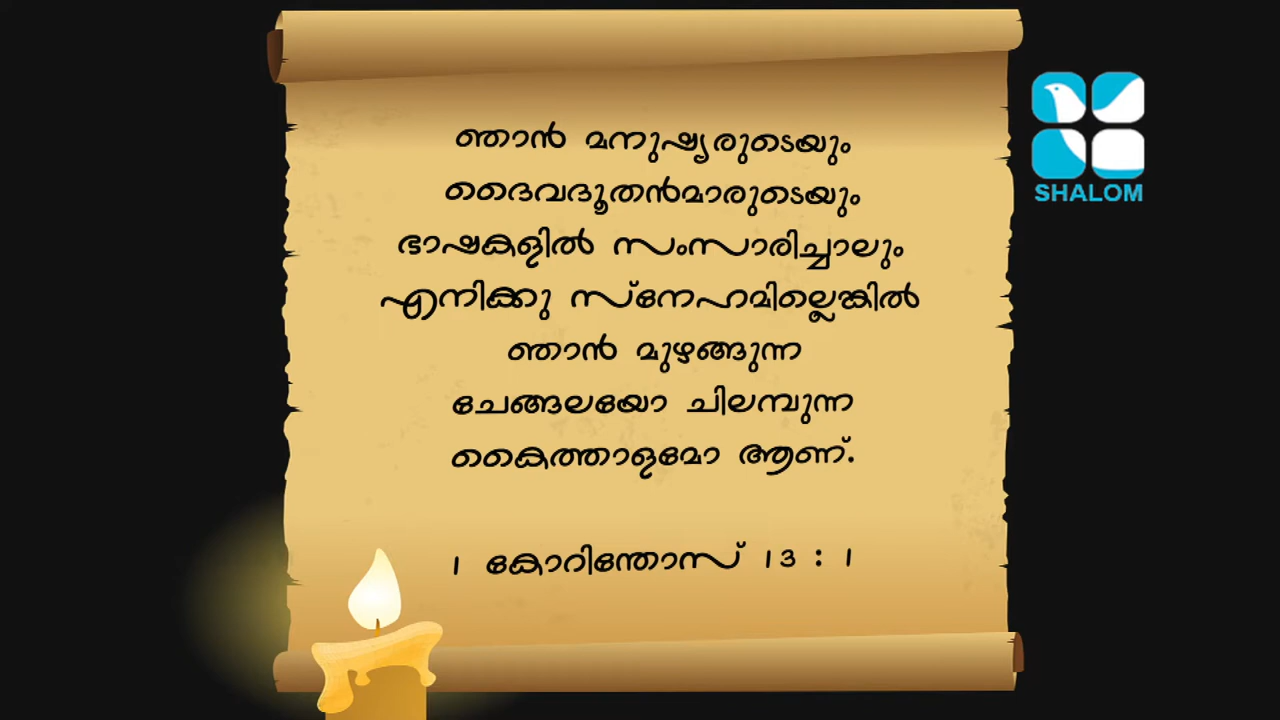 ഞാൻ മനുഷ്യരുടെയും
ദൈവദൂതൻമാരുടെയും
ഭാഷകളിൽ സംസാരിച്ചാലും
എനിക്കു സ്നേഹമില്ലെങ്കിൽ
ഞാൻ മുഴങ്ങുന്ന
ചേങ്ങലയോ ചിലമ്പുന്ന
കൈത്താളമോ ആണ്.
1 കോറിന്തോസ് 13 : 1
SHALOM